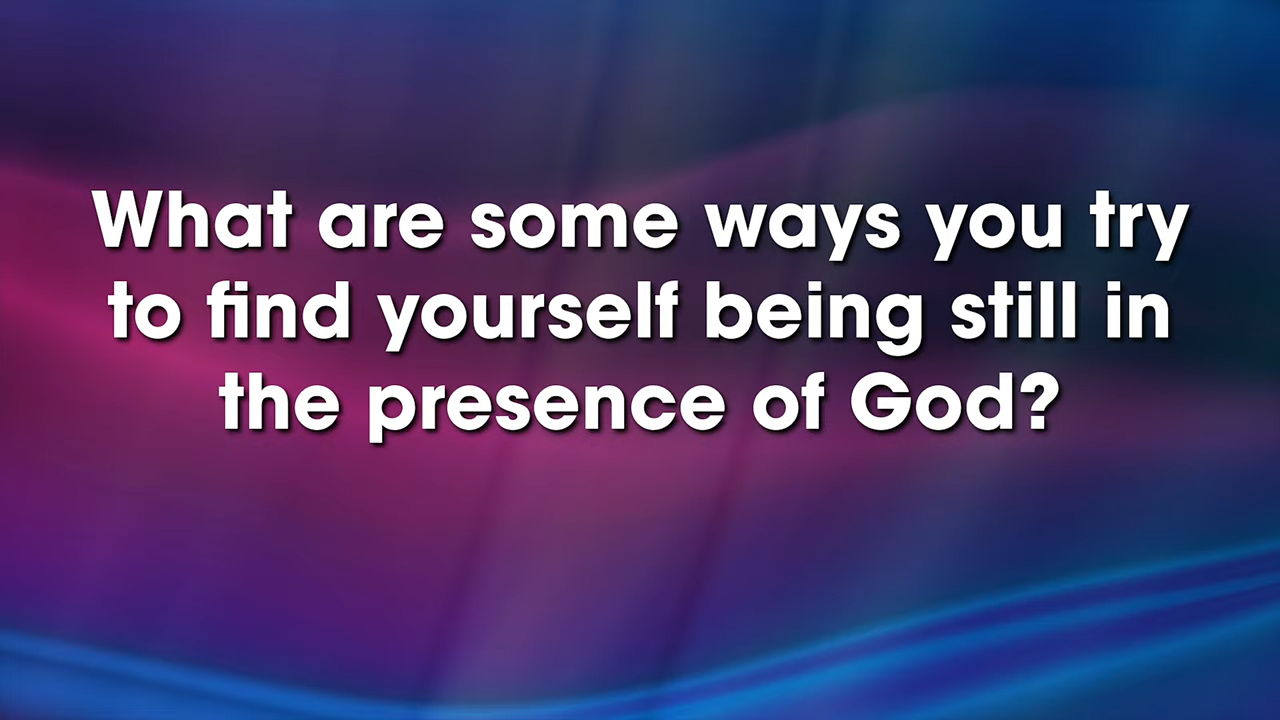 What are some ways you try
to find yourself being still in
the presence of God?